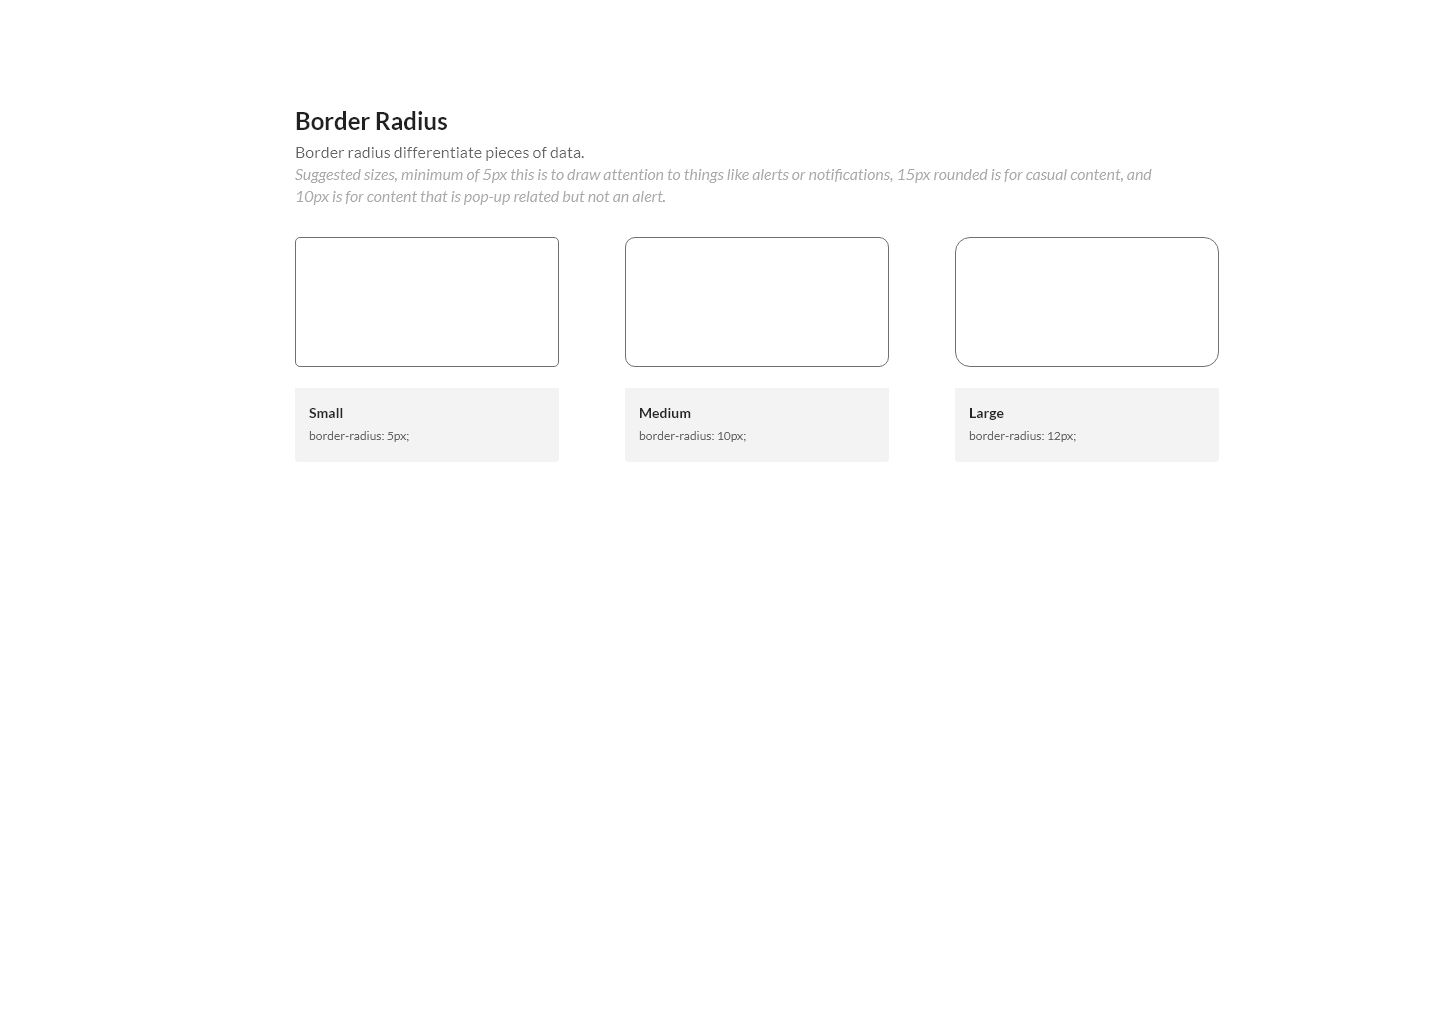 Border Radius
Border radius differentiate pieces of data.
Suggested sizes, minimum of 5px this is to draw attention to things like alerts or notifications, 15px rounded is for casual content, and
10px is for content that is pop-up related but not an alert.
Small
border-radius: 5px;
Medium
border-radius: 10px;
Large
border-radius: 12px;